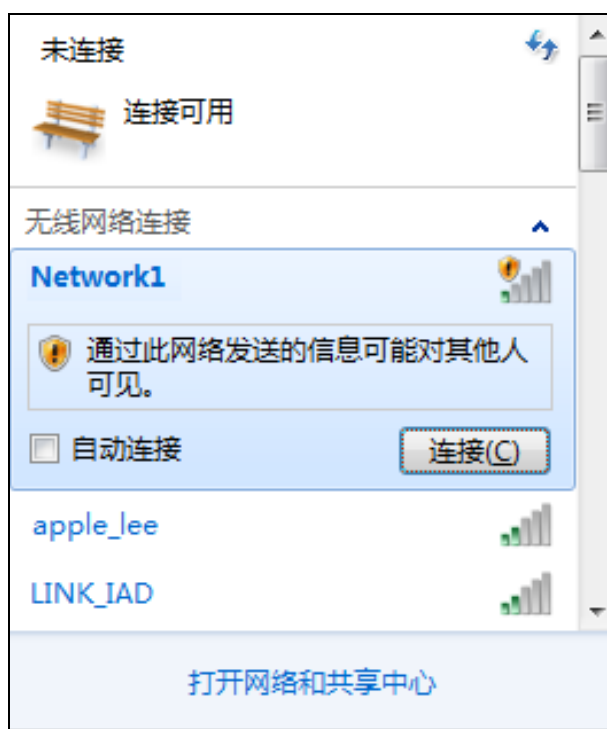 未连接
连接可用
无线网络连接
Network1
通过此网络发送的信息可能对其他人
可见。
自动连接
连接(C)
apple_lee
LINK_IAD
打开网络和共享中心